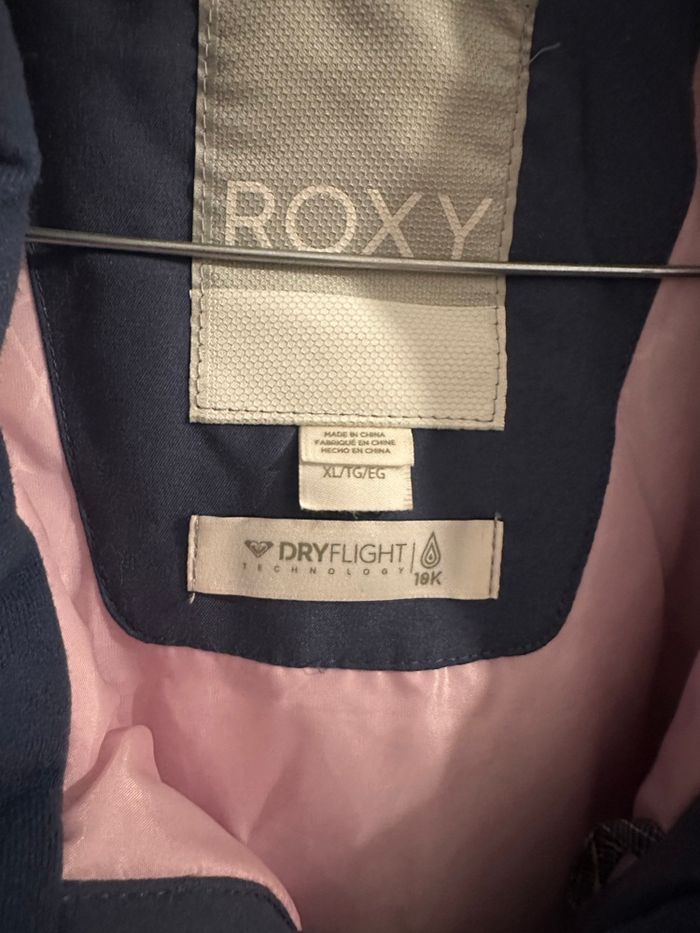 ROXY
MADE IN CHINA
FABRIQUÉ EN CHINE
HECHO EN CHINA
XL/TG/EG
DRYFLIGHT
TECHNOLOGY
10K